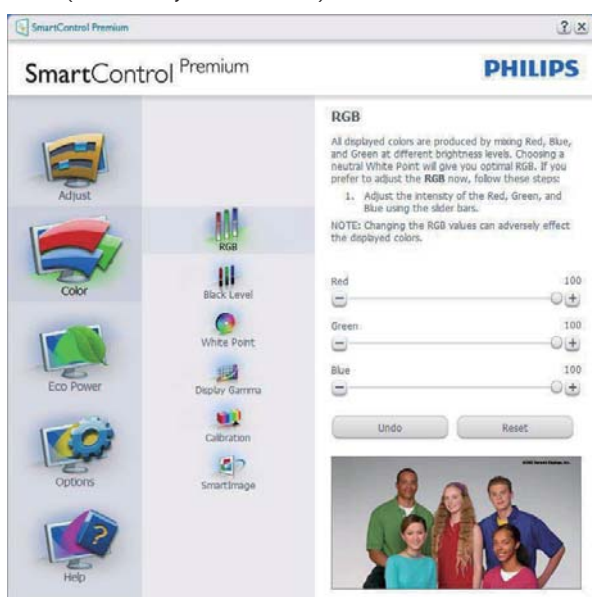 SmartControl Premium
SmartControl Premium
PHILIPS
Adjust
Color
Eco Power
Options
Help
RGB
Black Level
White Point
Display Gamma
Calibration
SmartImage
RGB
All displayed colors are produced by mixing Red, Blue,
and Green at different brightness levels. Choosing a
neutral White Point will give you optimal RGB. If you
prefer to adjust the RGB now, follow these steps:
1. Adjust the intensity of the Red, Green, and
Blue using the slider bars.
NOTE: Changing the RGB values can adversely effect
the displayed colors.
Red 100
Green 100
Blue 100
Undo Reset